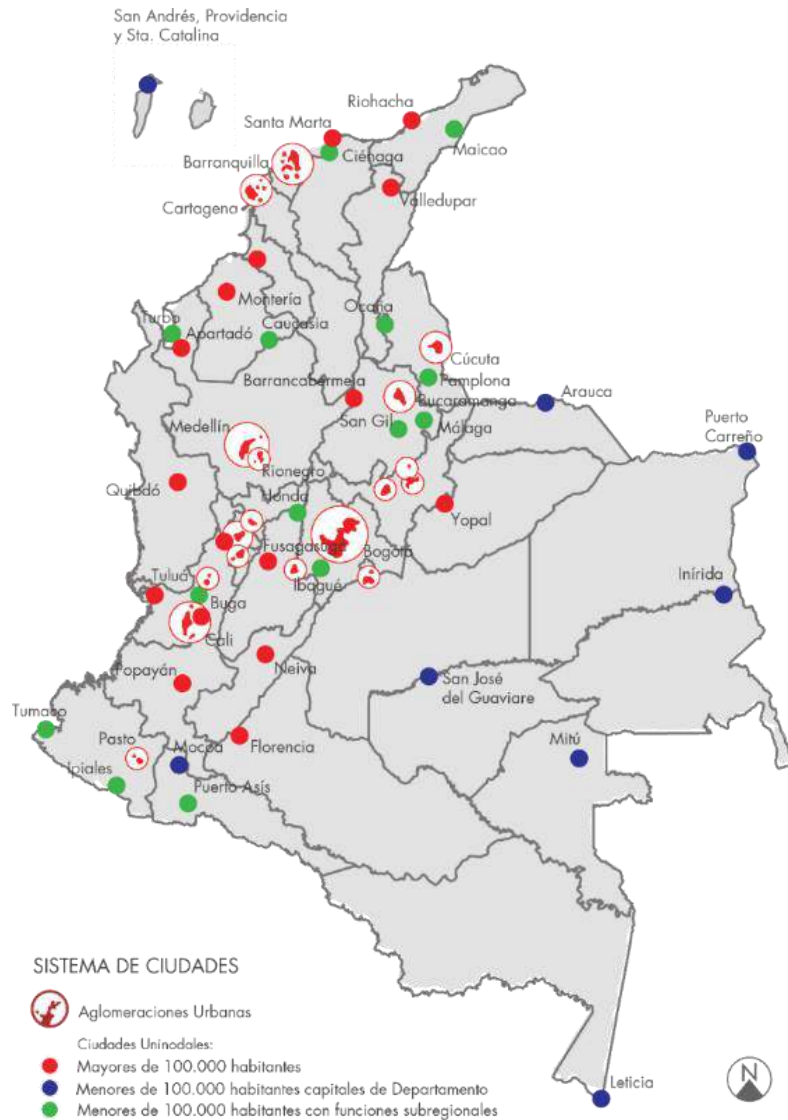 San Andrés, Providencia
y Sta. Catalina
Riohacha
Santa Marta
Ciénaga
Maicao
Barranquilla
Valledupar
Cartagena
Montería
Ocaña
Turbo
Apartadó
Caucasia
Cúcuta
Pamplona
Barrancabermeja
Arauca
Bucaramanga
San Gil
Málaga
Puerto
Carreño
Medellín
Rionegro
Quibdó
Honda
Yopal
Fusagasuga
Bogotá
Ibagué
Tuluá
Inírida
Buga
Cali
Popayán
Neiva
San José
del Guaviare
Tumaco
Pasto
Mocoa
Florencia
Mitú
Ipiales
Puerto Asís
SISTEMA DE CIUDADES
Aglomeraciones Urbanas
Ciudades Uninodales:
Mayores de 100.000 habitantes
Menores de 100.000 habitantes capitales de Departamento
Menores de 100.000 habitantes con funciones subregionales
Leticia
N